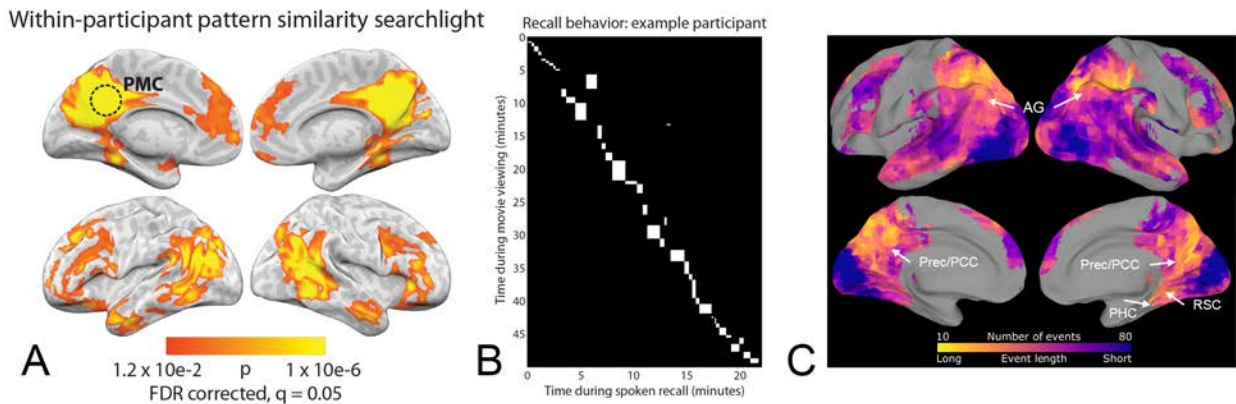 Within-participant pattern similarity searchlight
PMC
A
1.2 x 10e-2 p 1 x 10e-6
FDR corrected, q = 0.05
Recall behavior: example participant
Time during movie viewing (minutes)
0
5
10
15
20
25
30
35
40
45
0 5 10 15 20
Time during spoken recall (minutes)
B
AG
Prec/PCC
Prec/PCC
RSC
PHC
10 Number of events 80
Long Event length Short
C